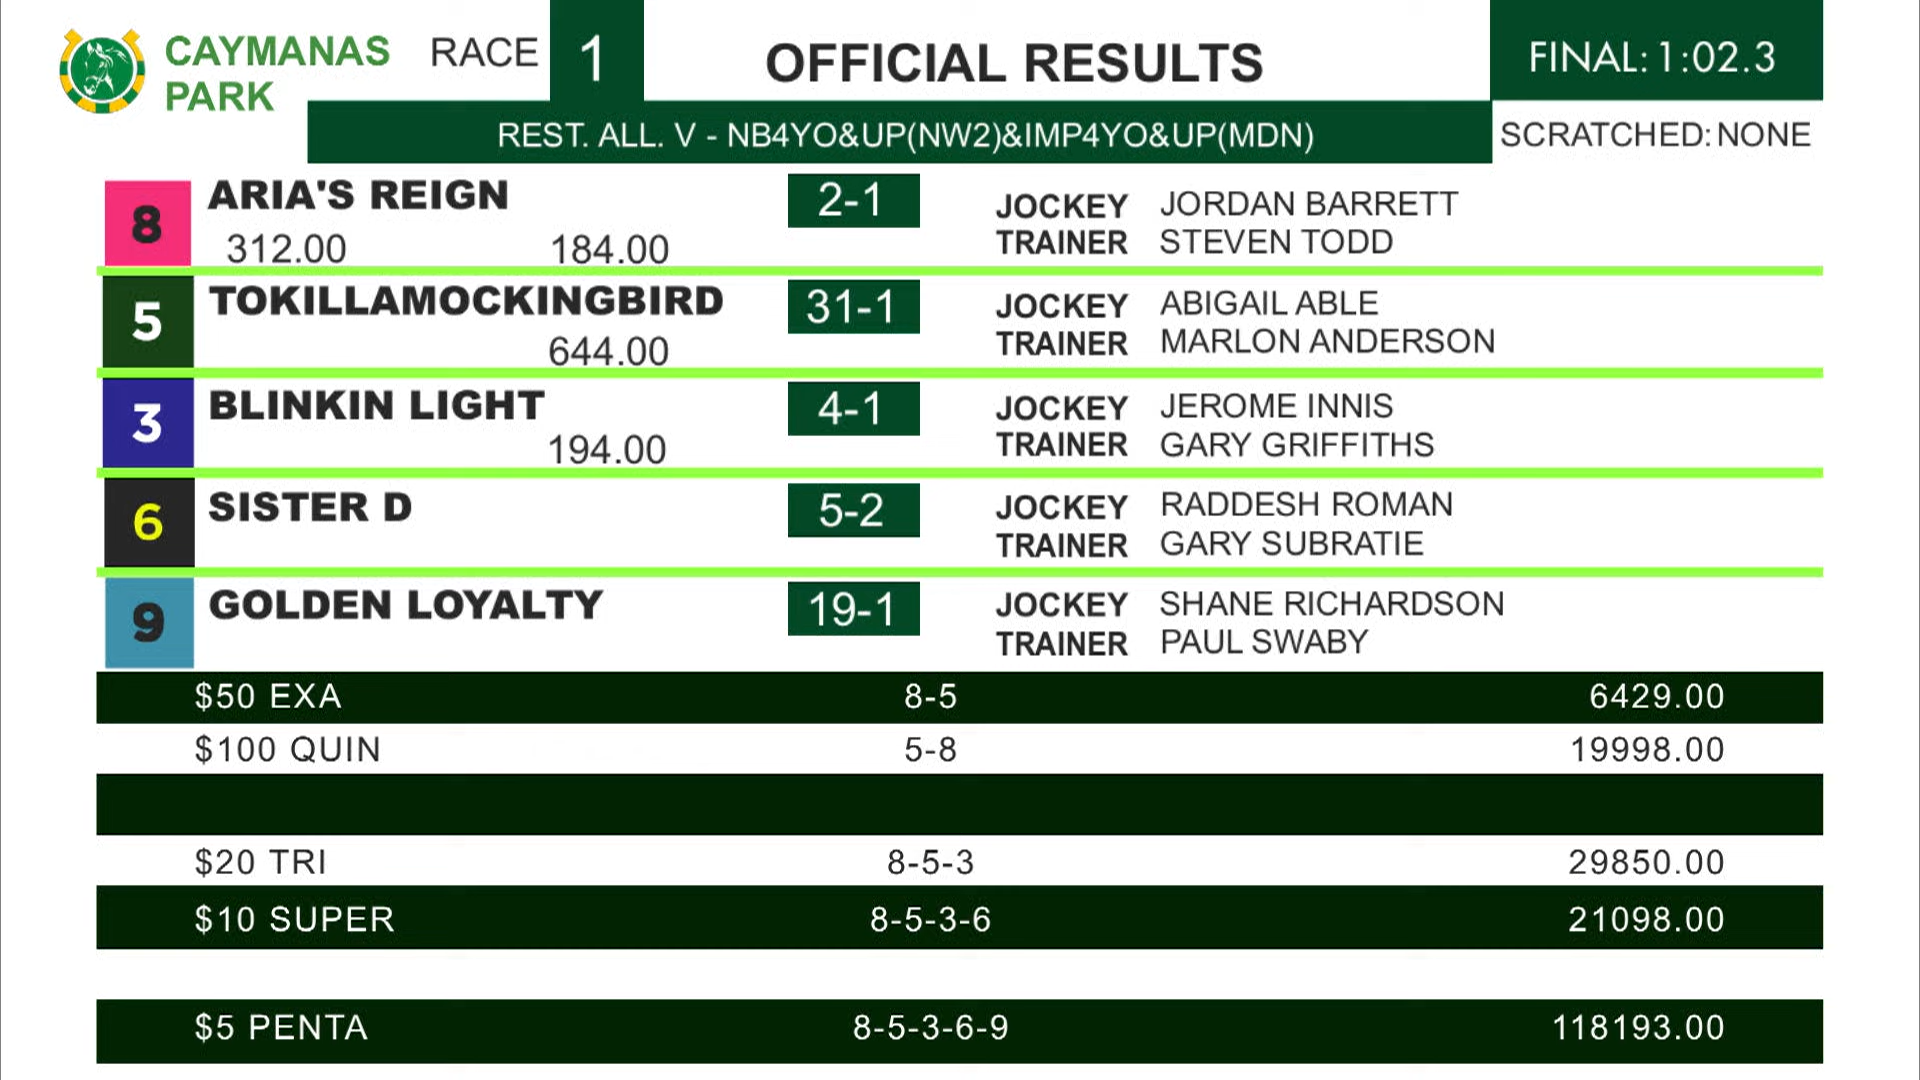 CAYMANAS PARK
RACE 1
OFFICIAL RESULTS
FINAL: 1:02.3
REST. ALL. V - NB4YO&UP(NW2)&IMP4YO&UP(MDN)
SCRATCHED: NONE
8 ARIA'S REIGN 2-1 JOCKEY JORDAN BARRETT
312.00 184.00 TRAINER STEVEN TODD
5 TOKILLAMOCKINGBIRD 31-1 JOCKEY ABIGAIL ABLE
644.00 TRAINER MARLON ANDERSON
3 BLINKIN LIGHT 4-1 JOCKEY JEROME INNIS
194.00 TRAINER GARY GRIFFITHS
6 SISTER D 5-2 JOCKEY RADDESH ROMAN
TRAINER GARY SUBRATIE
9 GOLDEN LOYALTY 19-1 JOCKEY SHANE RICHARDSON
TRAINER PAUL SWABY
$50 EXA 8-5 6429.00
$100 QUIN 5-8 19998.00
$20 TRI 8-5-3 29850.00
$10 SUPER 8-5-3-6 21098.00
$5 PENTA 8-5-3-6-9 118193.00